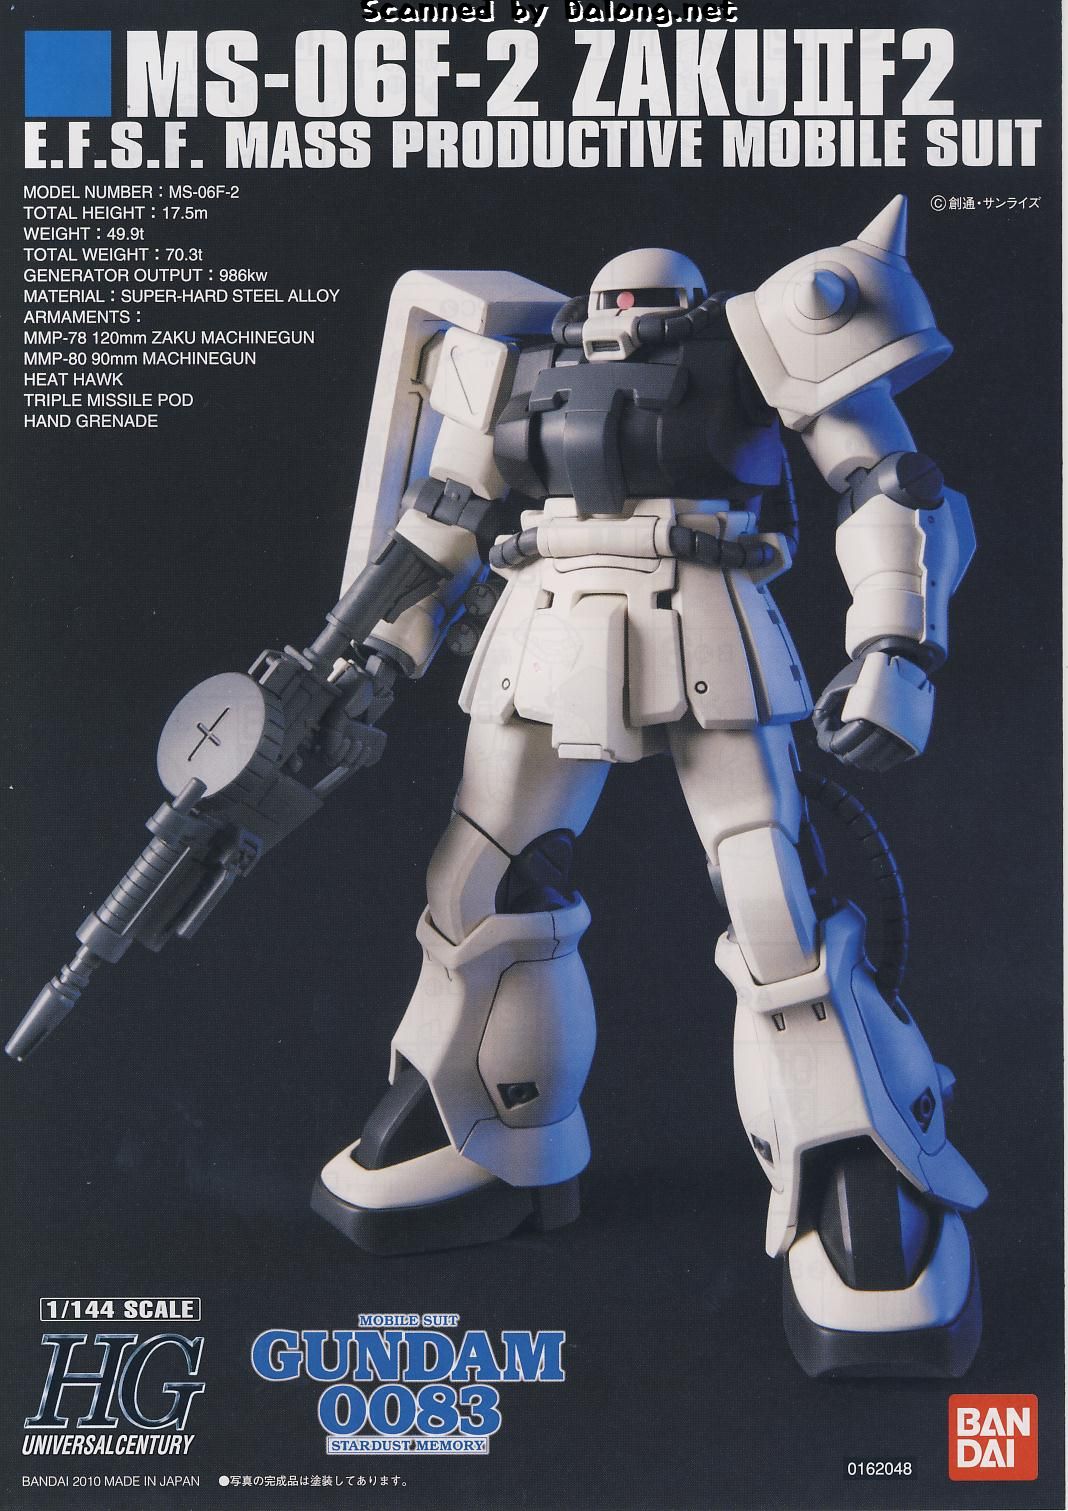 Scanned by Dalong.net
MS-06F-2 ZAKUⅡF2
E.F.S.F. MASS PRODUCTIVE MOBILE SUIT
MODEL NUMBER：MS-06F-2
TOTAL HEIGHT：17.5m
WEIGHT：49.9t
TOTAL WEIGHT：70.3t
GENERATOR OUTPUT：986kw
MATERIAL：SUPER-HARD STEEL ALLOY
ARMAMENTS：
MMP-78 120mm ZAKU MACHINEGUN
MMP-80 90mm MACHINEGUN
HEAT HAWK
TRIPLE MISSILE POD
HAND GRENADE
©創通・サンライズ
1/144 SCALE
HG
UNIVERSAL CENTURY
MOBILE SUIT
GUNDAM
0083
STARDUST MEMORY
BAN
DAI
BANDAI 2010 MADE IN JAPAN ●写真の完成品は塗装してあります。
0162048